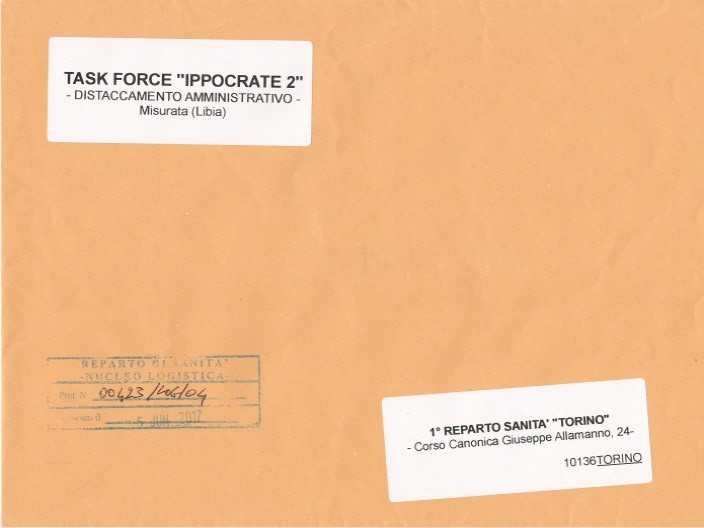 TASK FORCE "IPPOCRATE 2"
- DISTACCAMENTO AMMINISTRATIVO -
Misurata (Libia)
REPARTO DI SANITA'
-NUCLEO LOGISTICA-
Prot. N 00423/LOG/04
il - 5 2017
1° REPARTO SANITA' "TORINO"
- Corso Canonica Giuseppe Allamanno, 24-
10136TORINO